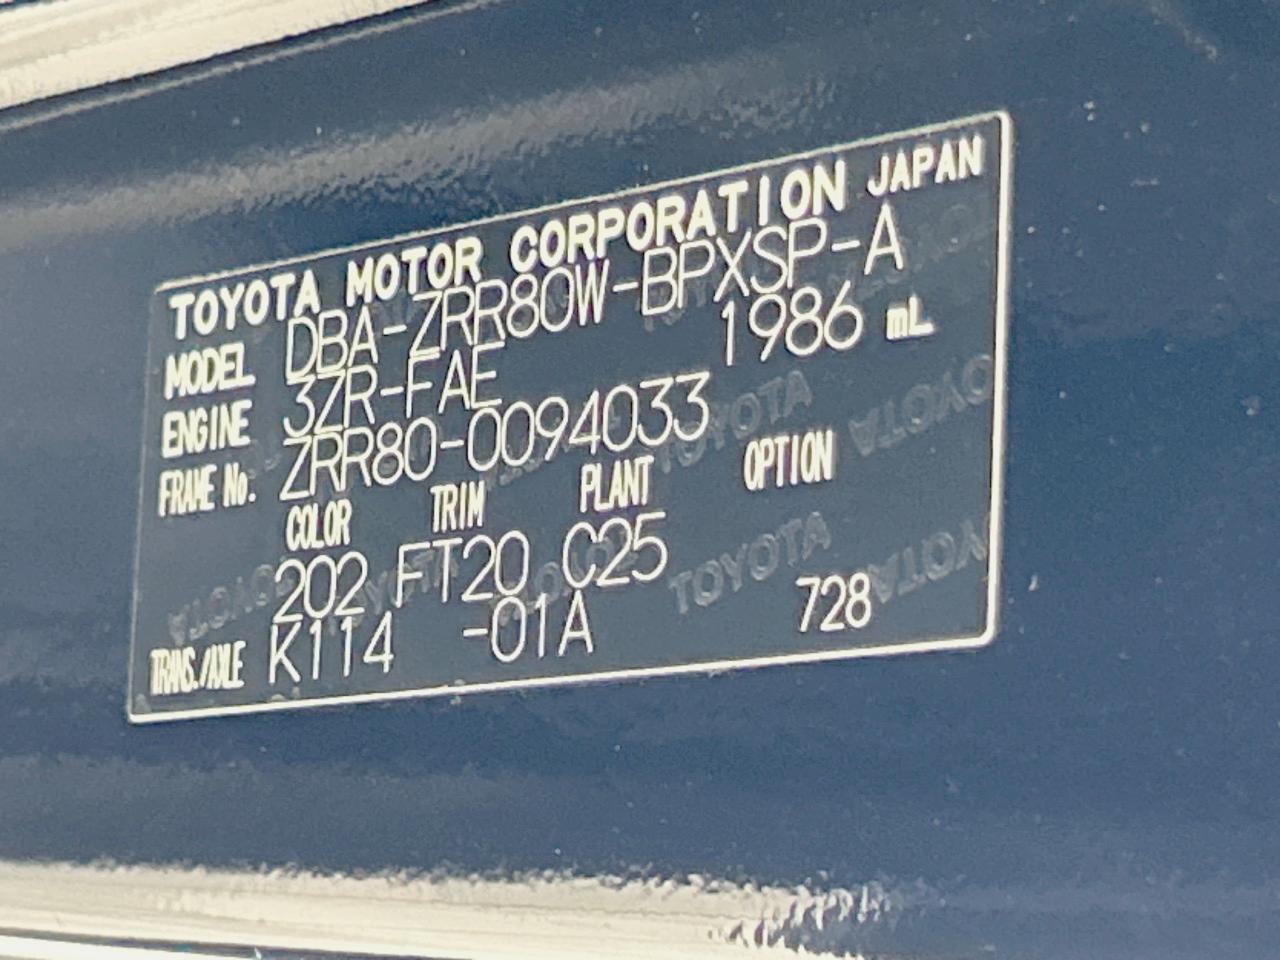 TOYOTA MOTOR CORPORATION JAPAN
MODEL DBA-ZRR80W-BPXSP-A
ENGINE 3ZR-FAE 1986 mL
FRAME No. ZRR80-0094033
COLOR TRIM PLANT OPTION
202 FT20 C25
TRANS./AXLE K114 -01A 728